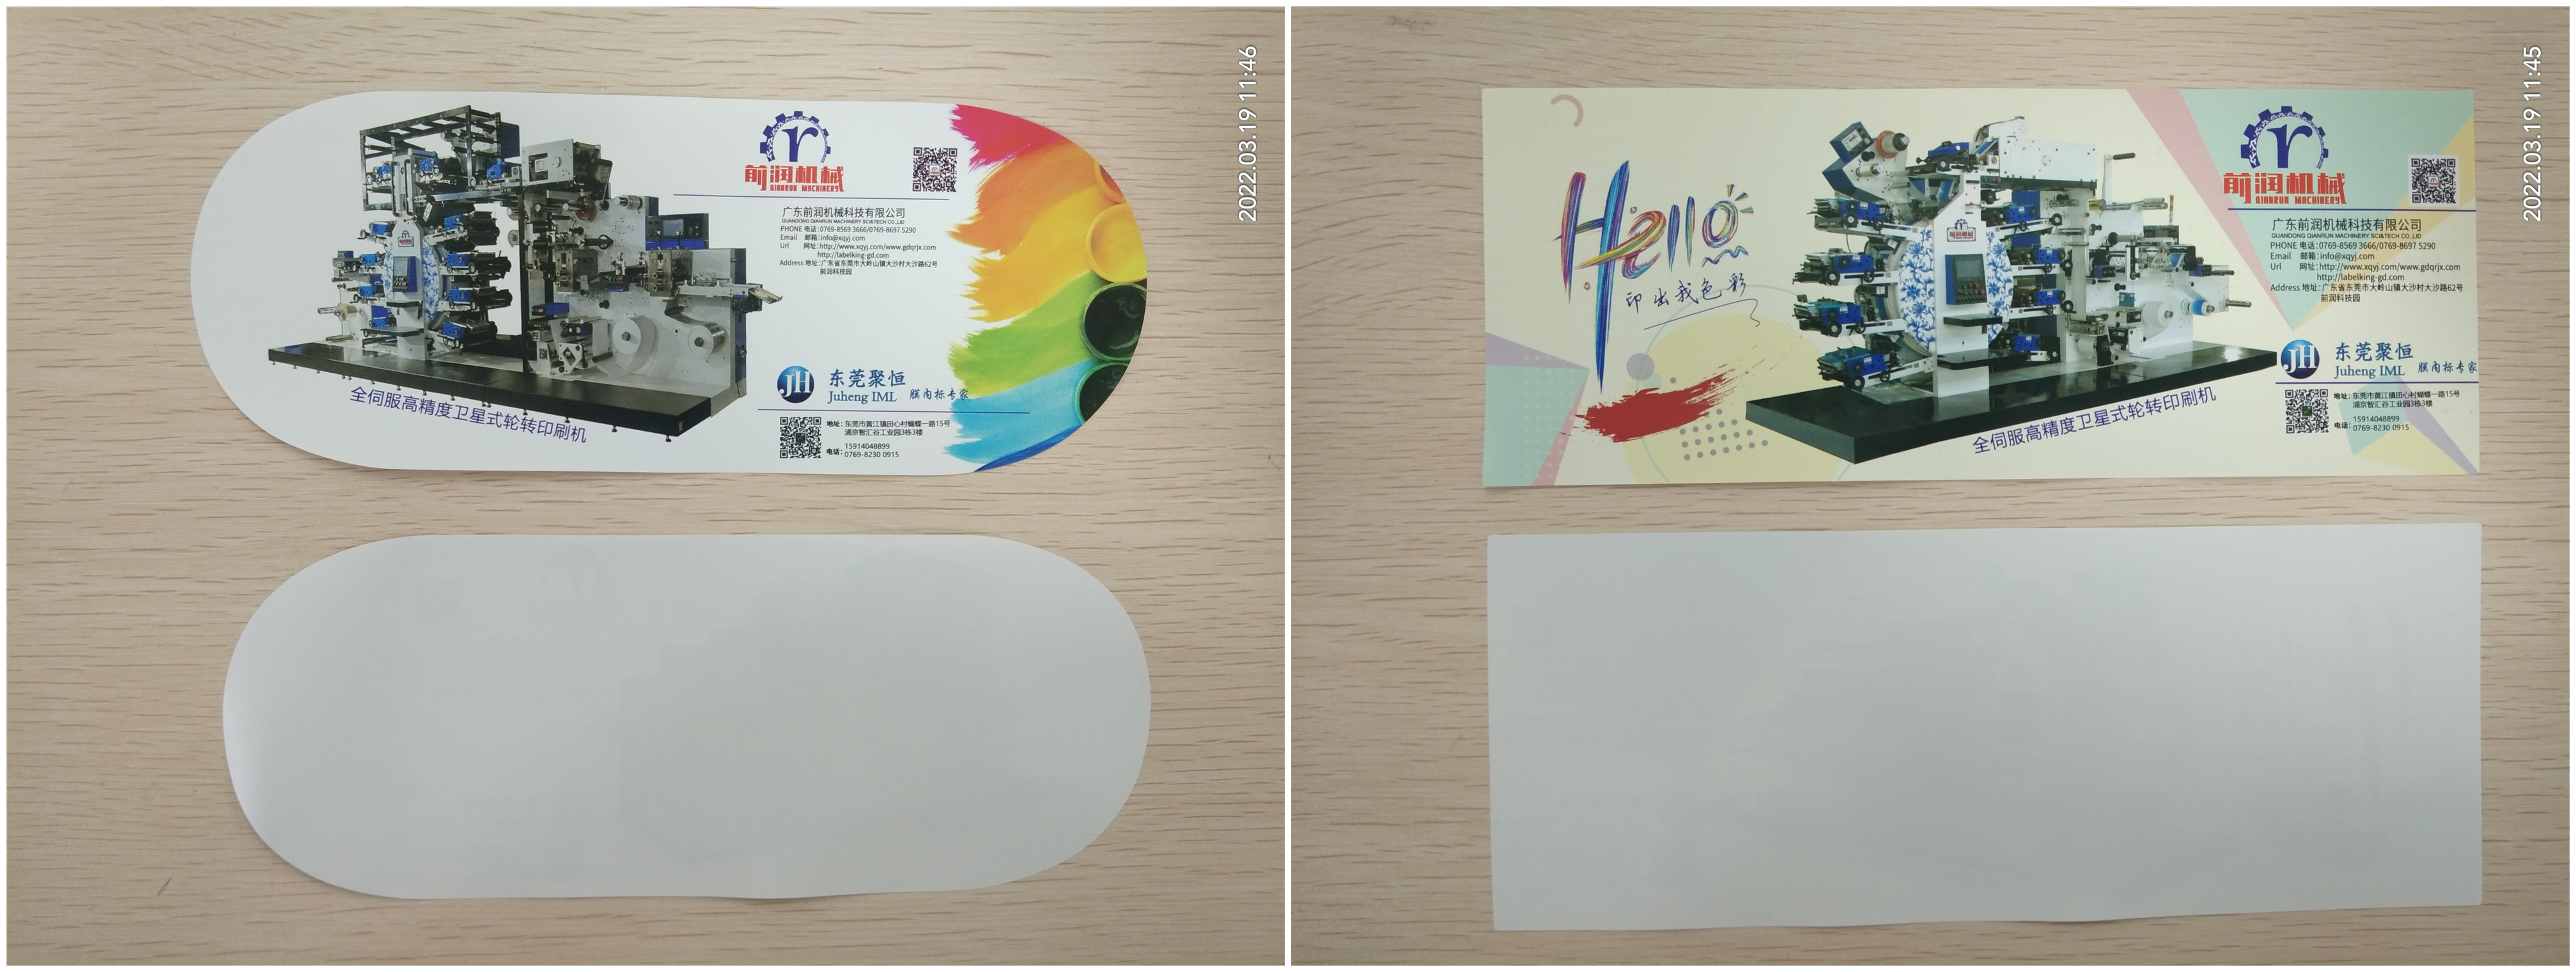 2022.03.19 11:46
r
前润机械
QIANRUN MACHINERY
广东前润机械科技有限公司
GUANGDONG QIANRUN MACHINERY SCI&TECH CO.,LTD
PHONE 电话：0769-8569 3666/0769-8697 5290
Email 邮箱：info@xqyj.com
Url 网址：http://www.xqyj.com/www.gdqrjx.com
http://labelking-gd.com
Address 地址：广东省东莞市大岭山镇大沙村大沙路62号
前润科技园
JH 东莞聚恒
Juheng IML 膜内标专家
地址：东莞市黄江镇田心村蝴蝶一路15号
浦京智汇谷工业园3栋3楼
15914048899
电话：0769-8230 0915
全伺服高精度卫星式轮转印刷机
2022.03.19 11:45
Hello
印出我色彩
r
前润机械
QIANRUN MACHINERY
广东前润机械科技有限公司
GUANGDONG QIANRUN MACHINERY SCI&TECH CO.,LTD
PHONE 电话：0769-8569 3666/0769-8697 5290
Email 邮箱：info@xqyj.com
Url 网址：http://www.xqyj.com/www.gdqrjx.com
http://labelking-gd.com
Address 地址：广东省东莞市大岭山镇大沙村大沙路62号
前润科技园
JH 东莞聚恒
Juheng IML 膜内标专家
地址：东莞市黄江镇田心村蝴蝶一路15号
浦京智汇谷工业园3栋3楼
15914048899
电话：0769-8230 0915
全伺服高精度卫星式轮转印刷机